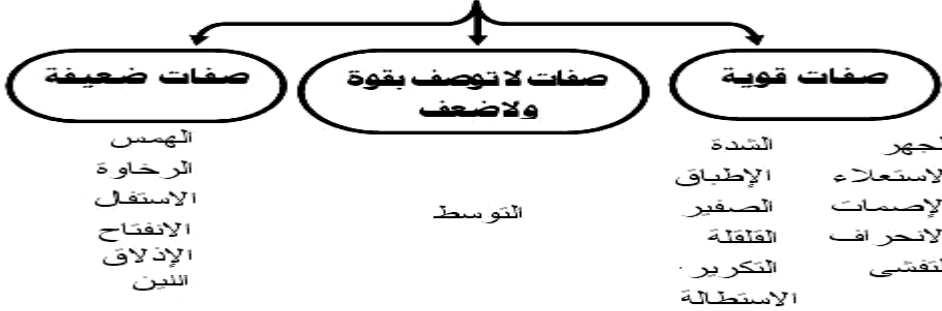 صفات قوية
صفات لا توصف بقوة
ولا ضعف
صفات ضعيفة
لجهر
لاستعلاء
لإصمات
لانحراف
لتفشى
الشدة
الإطباق
الصفير
القلقلة
التكرير
الاستطالة
التوسط
الهمس
الرخاوة
الاستفال
الانفتاح
الإذلاق
اللين